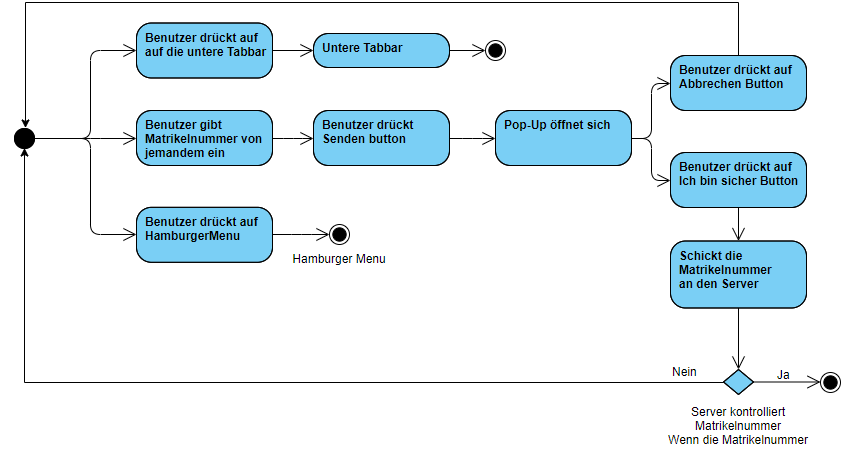 Benutzer drückt auf
auf die untere Tabbar
Untere Tabbar
Benutzer gibt
Matrikelnummer von
jemandem ein
Benutzer drückt
Senden button
Pop-Up öffnet sich
Benutzer drückt auf
Abbrechen Button
Benutzer drückt auf
Ich bin sicher Button
Benutzer drückt auf
HamburgerMenu
Hamburger Menu
Schickt die
Matrikelnummer
an den Server
Nein
Ja
Server kontrolliert
Matrikelnummer
Wenn die Matrikelnummer